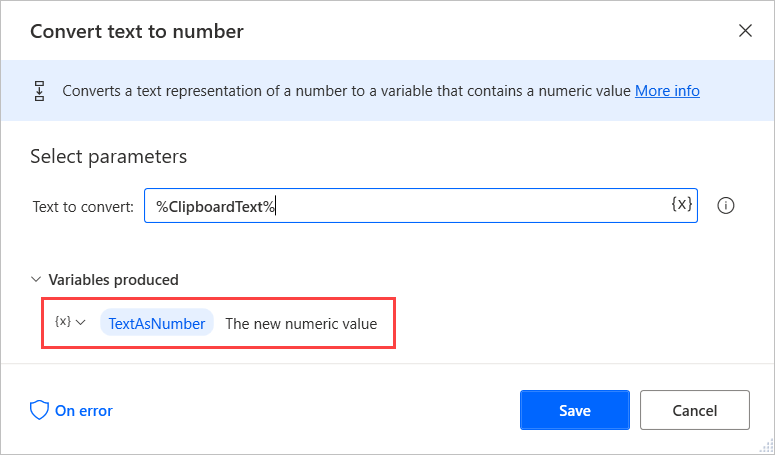 Convert text to number
Converts a text representation of a number to a variable that contains a numeric value More info
Select parameters
Text to convert: %ClipboardText% {x}
Variables produced
{x} TextAsNumber The new numeric value
On error Save Cancel